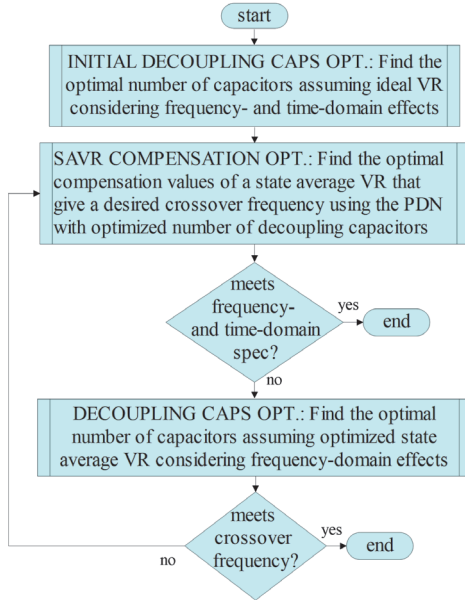 start
INITIAL DECOUPLING CAPS OPT.: Find the
optimal number of capacitors assuming ideal VR
considering frequency- and time-domain effects
SAVR COMPENSATION OPT.: Find the optimal
compensation values of a state average VR that
give a desired crossover frequency using the PDN
with optimized number of decoupling capacitors
meets
frequency-
and time-domain
spec?
yes
end
no
DECOUPLING CAPS OPT.: Find the optimal
number of capacitors assuming optimized state
average VR considering frequency-domain effects
meets
crossover
frequency?
yes
end
no